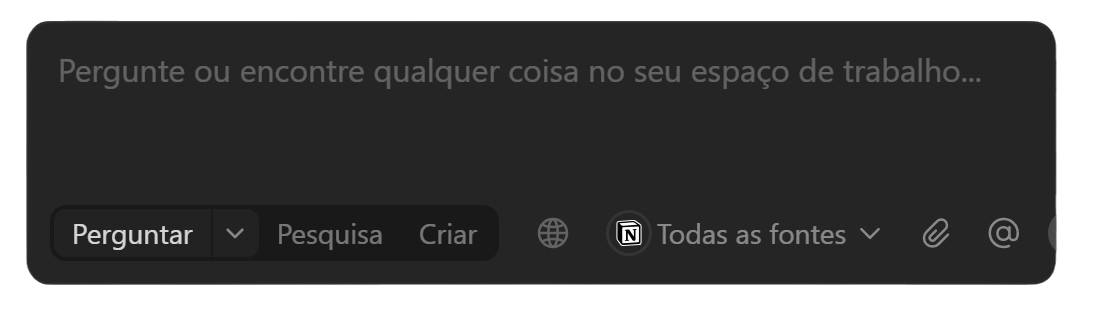 Pergunte ou encontre qualquer coisa no seu espaço de trabalho...
Perguntar Pesquisa Criar Todas as fontes